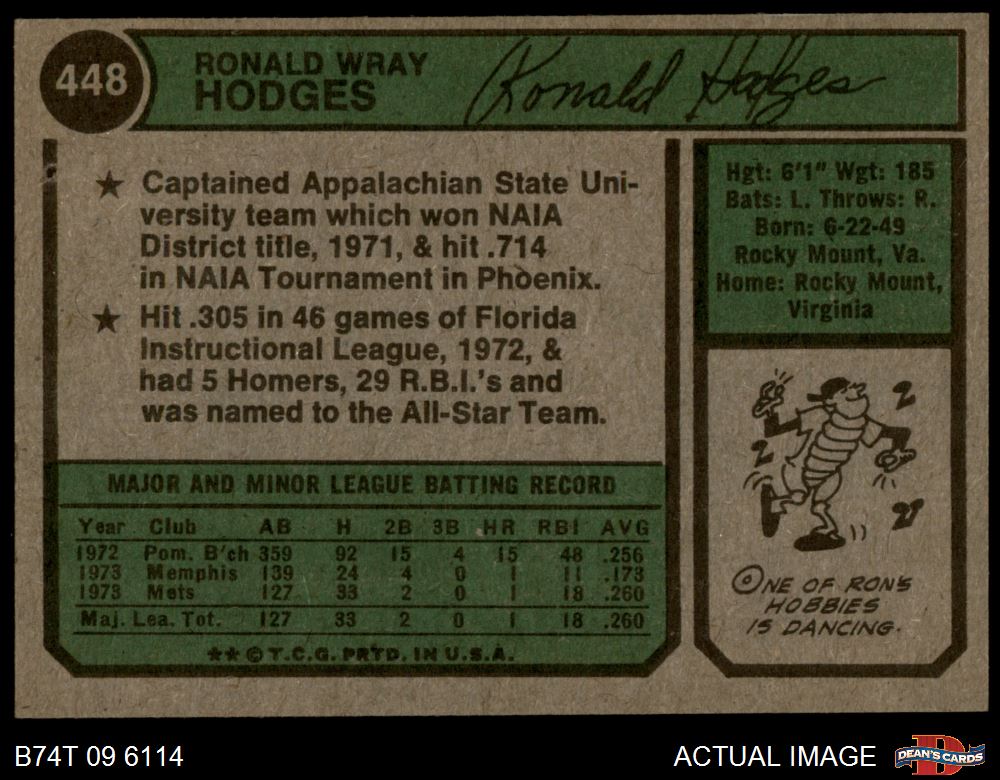 448
RONALD WRAY
HODGES
Ronald Hodges
★ Captained Appalachian State Uni-
versity team which won NAIA
District title, 1971, & hit .714
in NAIA Tournament in Phoenix.
★ Hit .305 in 46 games of Florida
Instructional League, 1972, &
had 5 Homers, 29 R.B.I.'s and
was named to the All-Star Team.
Hgt: 6'1" Wgt: 185
Bats: L. Throws: R.
Born: 6-22-49
Rocky Mount, Va.
Home: Rocky Mount,
Virginia
ONE OF RON'S
HOBBIES
IS DANCING.
MAJOR AND MINOR LEAGUE BATTING RECORD
Year Club AB H 2B 3B HR RBI AVG
1972 Pom. B'ch 359 92 15 4 15 48 .256
1973 Memphis 139 24 4 0 1 11 .173
1973 Mets 127 33 2 0 1 18 .260
Maj. Lea. Tot. 127 33 2 0 1 18 .260
★★ © T.C.G. PRTD. IN U.S.A.
B74T 09 6114
ACTUAL IMAGE
DEAN'S CARDS